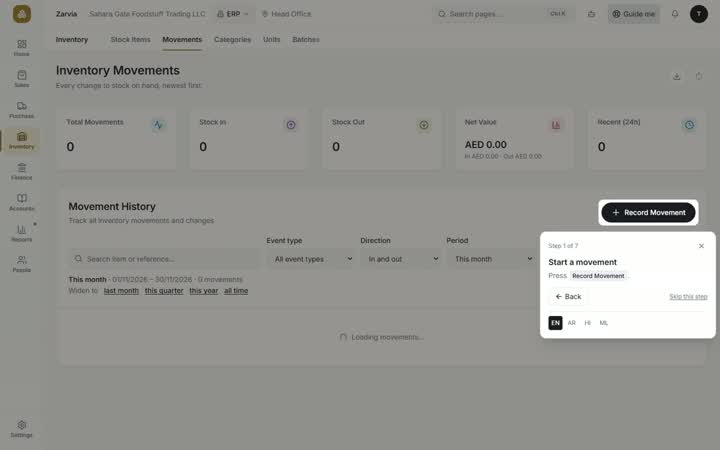 Zarvia
Sahara Gate Foodstuff Trading LLC
ERP
Head Office
Search pages...
Ctrl K
Guide me
T
Home
Sales
Purchase
Inventory
Finance
Accounts
Reports
People
Settings
Inventory
Stock Items
Movements
Categories
Units
Batches
Inventory Movements
Every change to stock on hand, newest first.
Total Movements
0
Stock In
0
Stock Out
0
Net Value
AED 0.00
In AED 0.00 · Out AED 0.00
Recent (24h)
0
Movement History
Track all inventory movements and changes
Record Movement
Event type
Direction
Period
Search item or reference...
All event types
In and out
This month
This month · 01/11/2026 – 30/11/2026 · 0 movements
Widen to last month this quarter this year all time
Loading movements...
Step 1 of 7
Start a movement
Press Record Movement
Back
Skip this step
EN AR HI ML